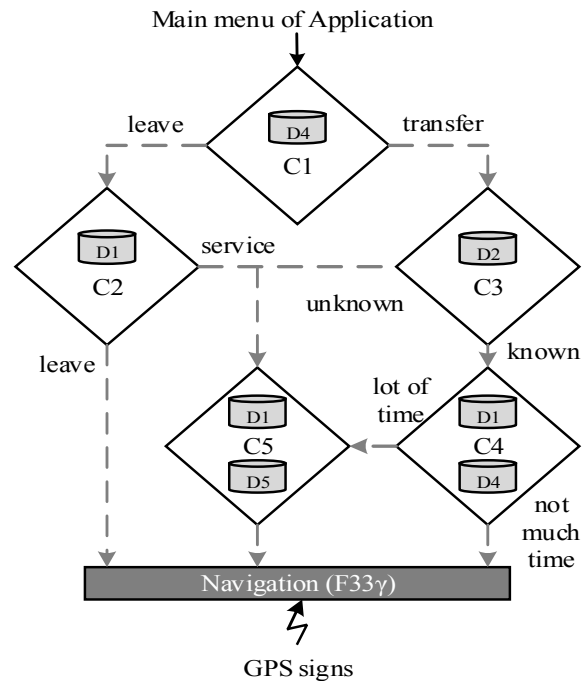 Main menu of Application
leave
transfer
D4
C1
D1
C2
service
D2
C3
unknown
leave
known
lot of
time
D1
C5
D5
D1
C4
D4
not
much
time
Navigation (F33γ)
GPS signs